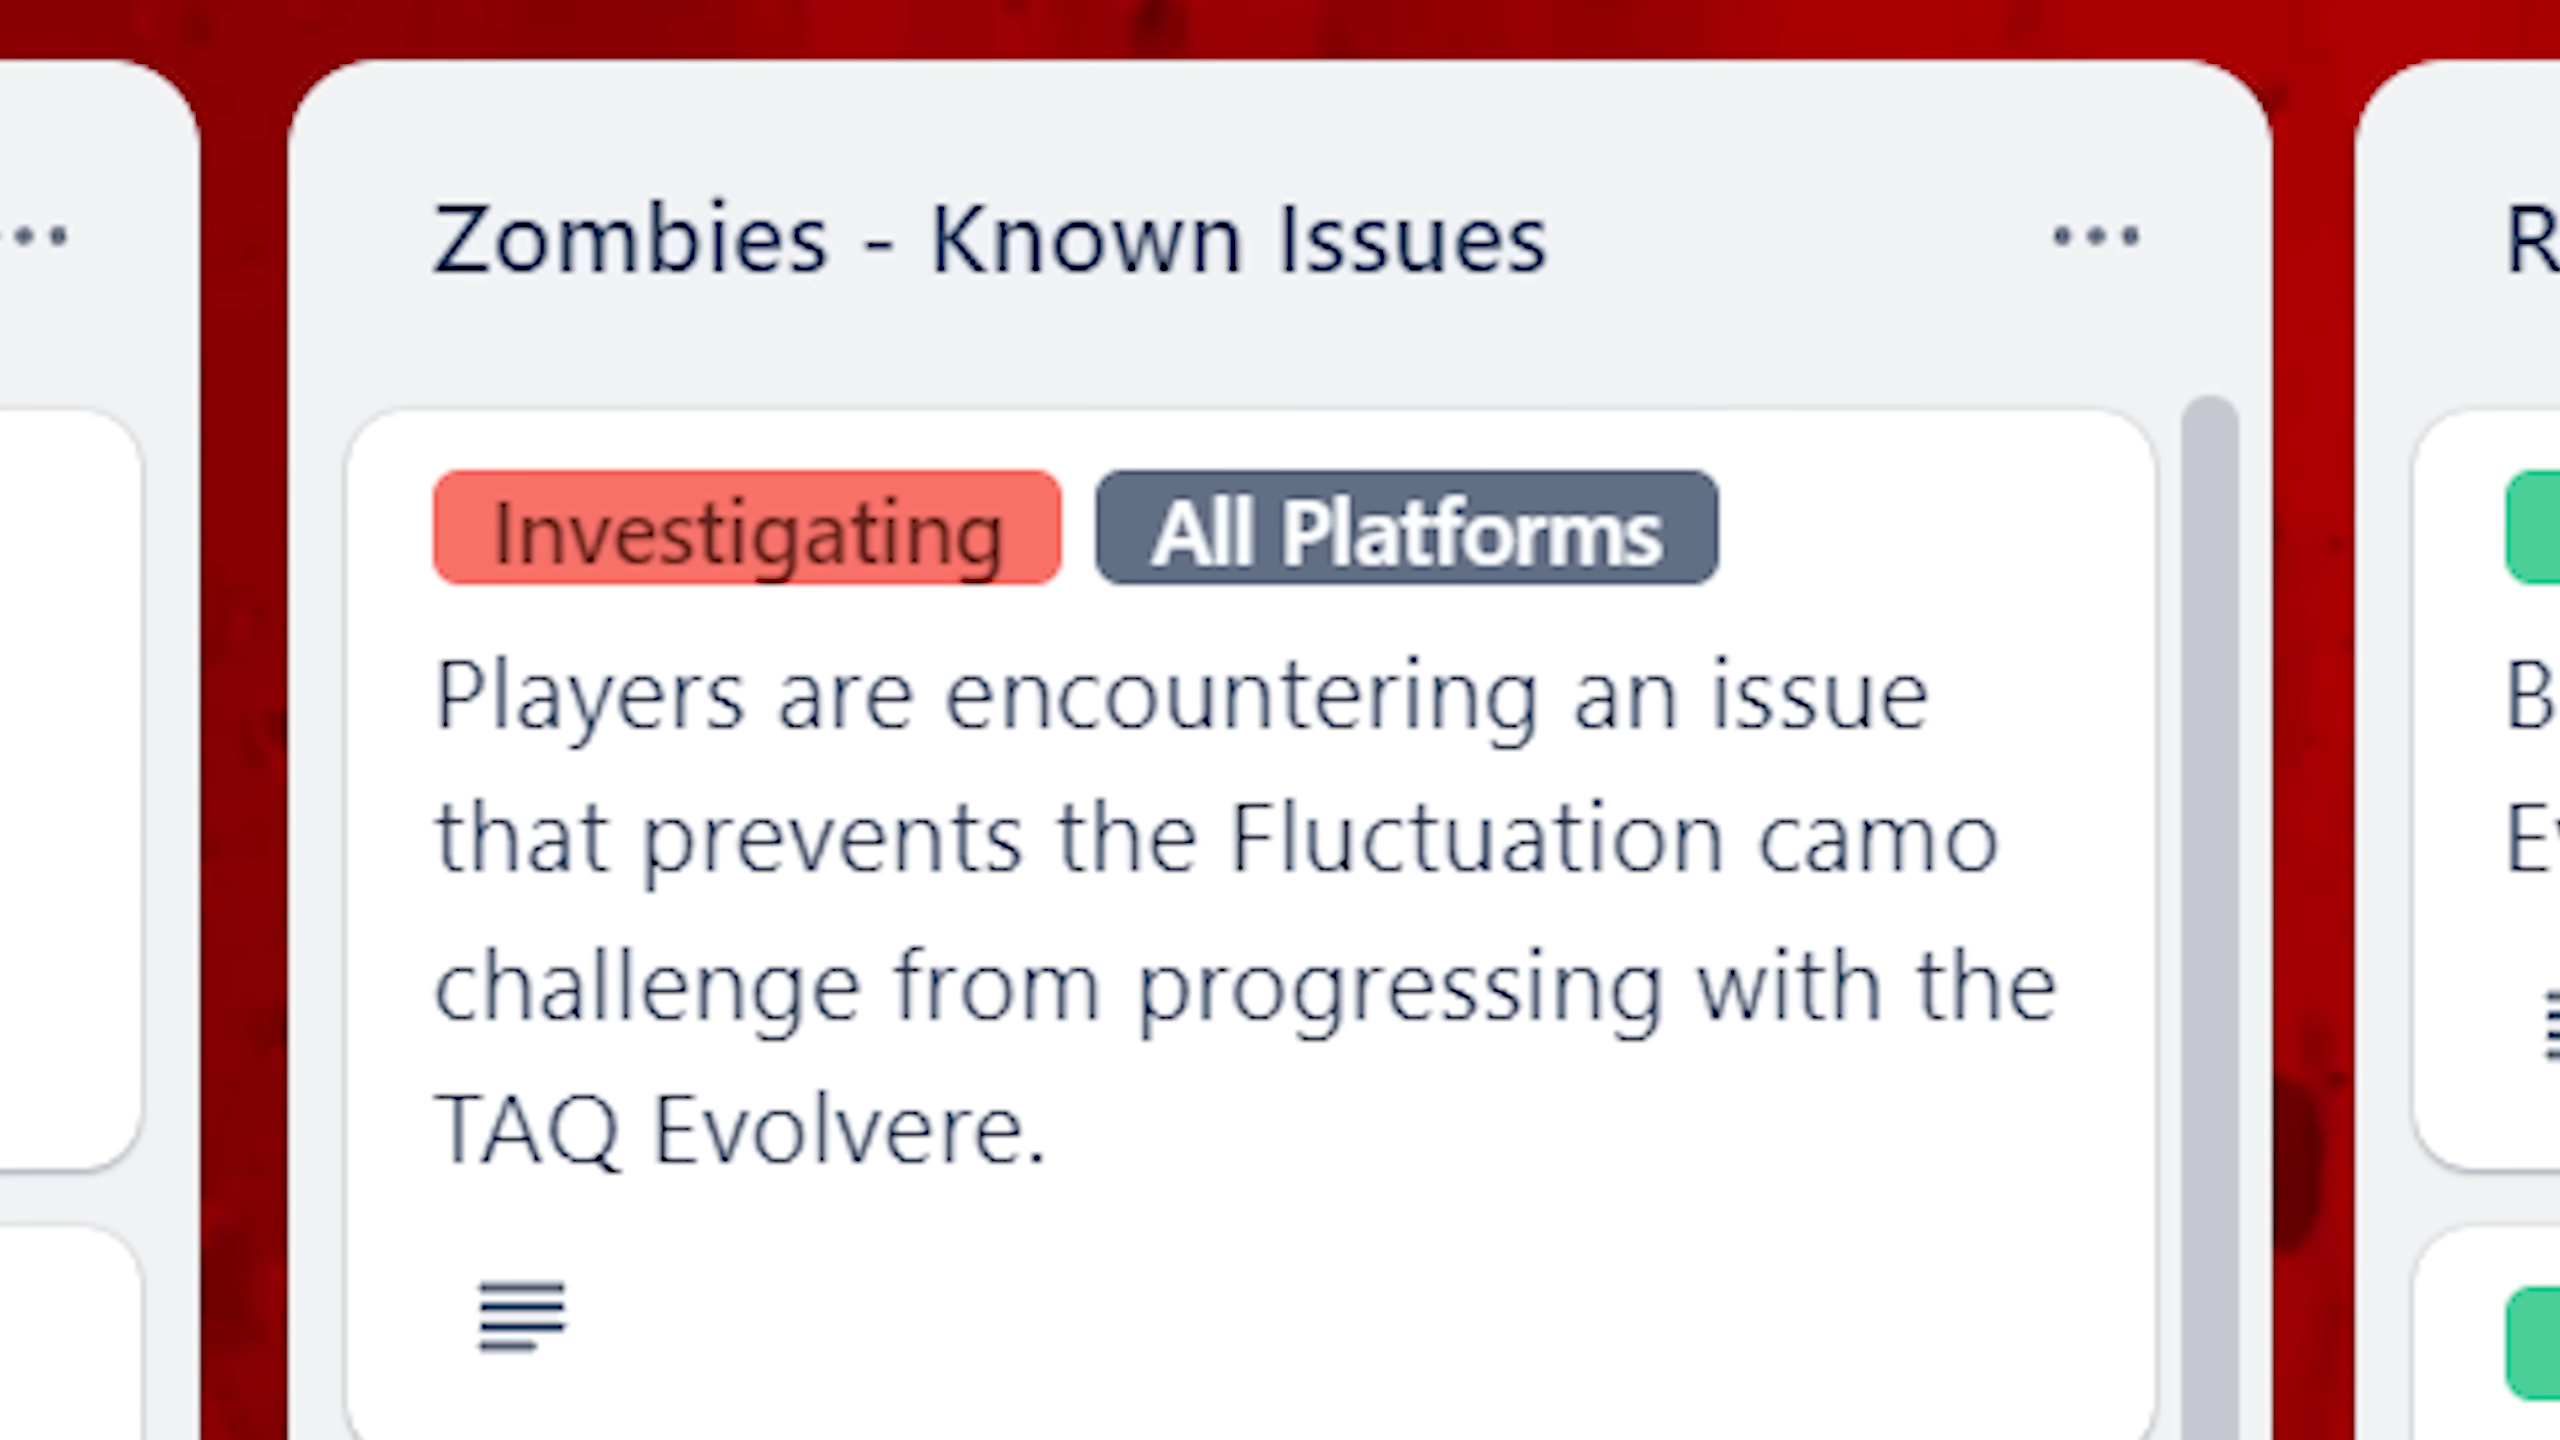 Zombies - Known Issues
Investigating All Platforms
Players are encountering an issue
that prevents the Fluctuation camo
challenge from progressing with the
TAQ Evolvere.